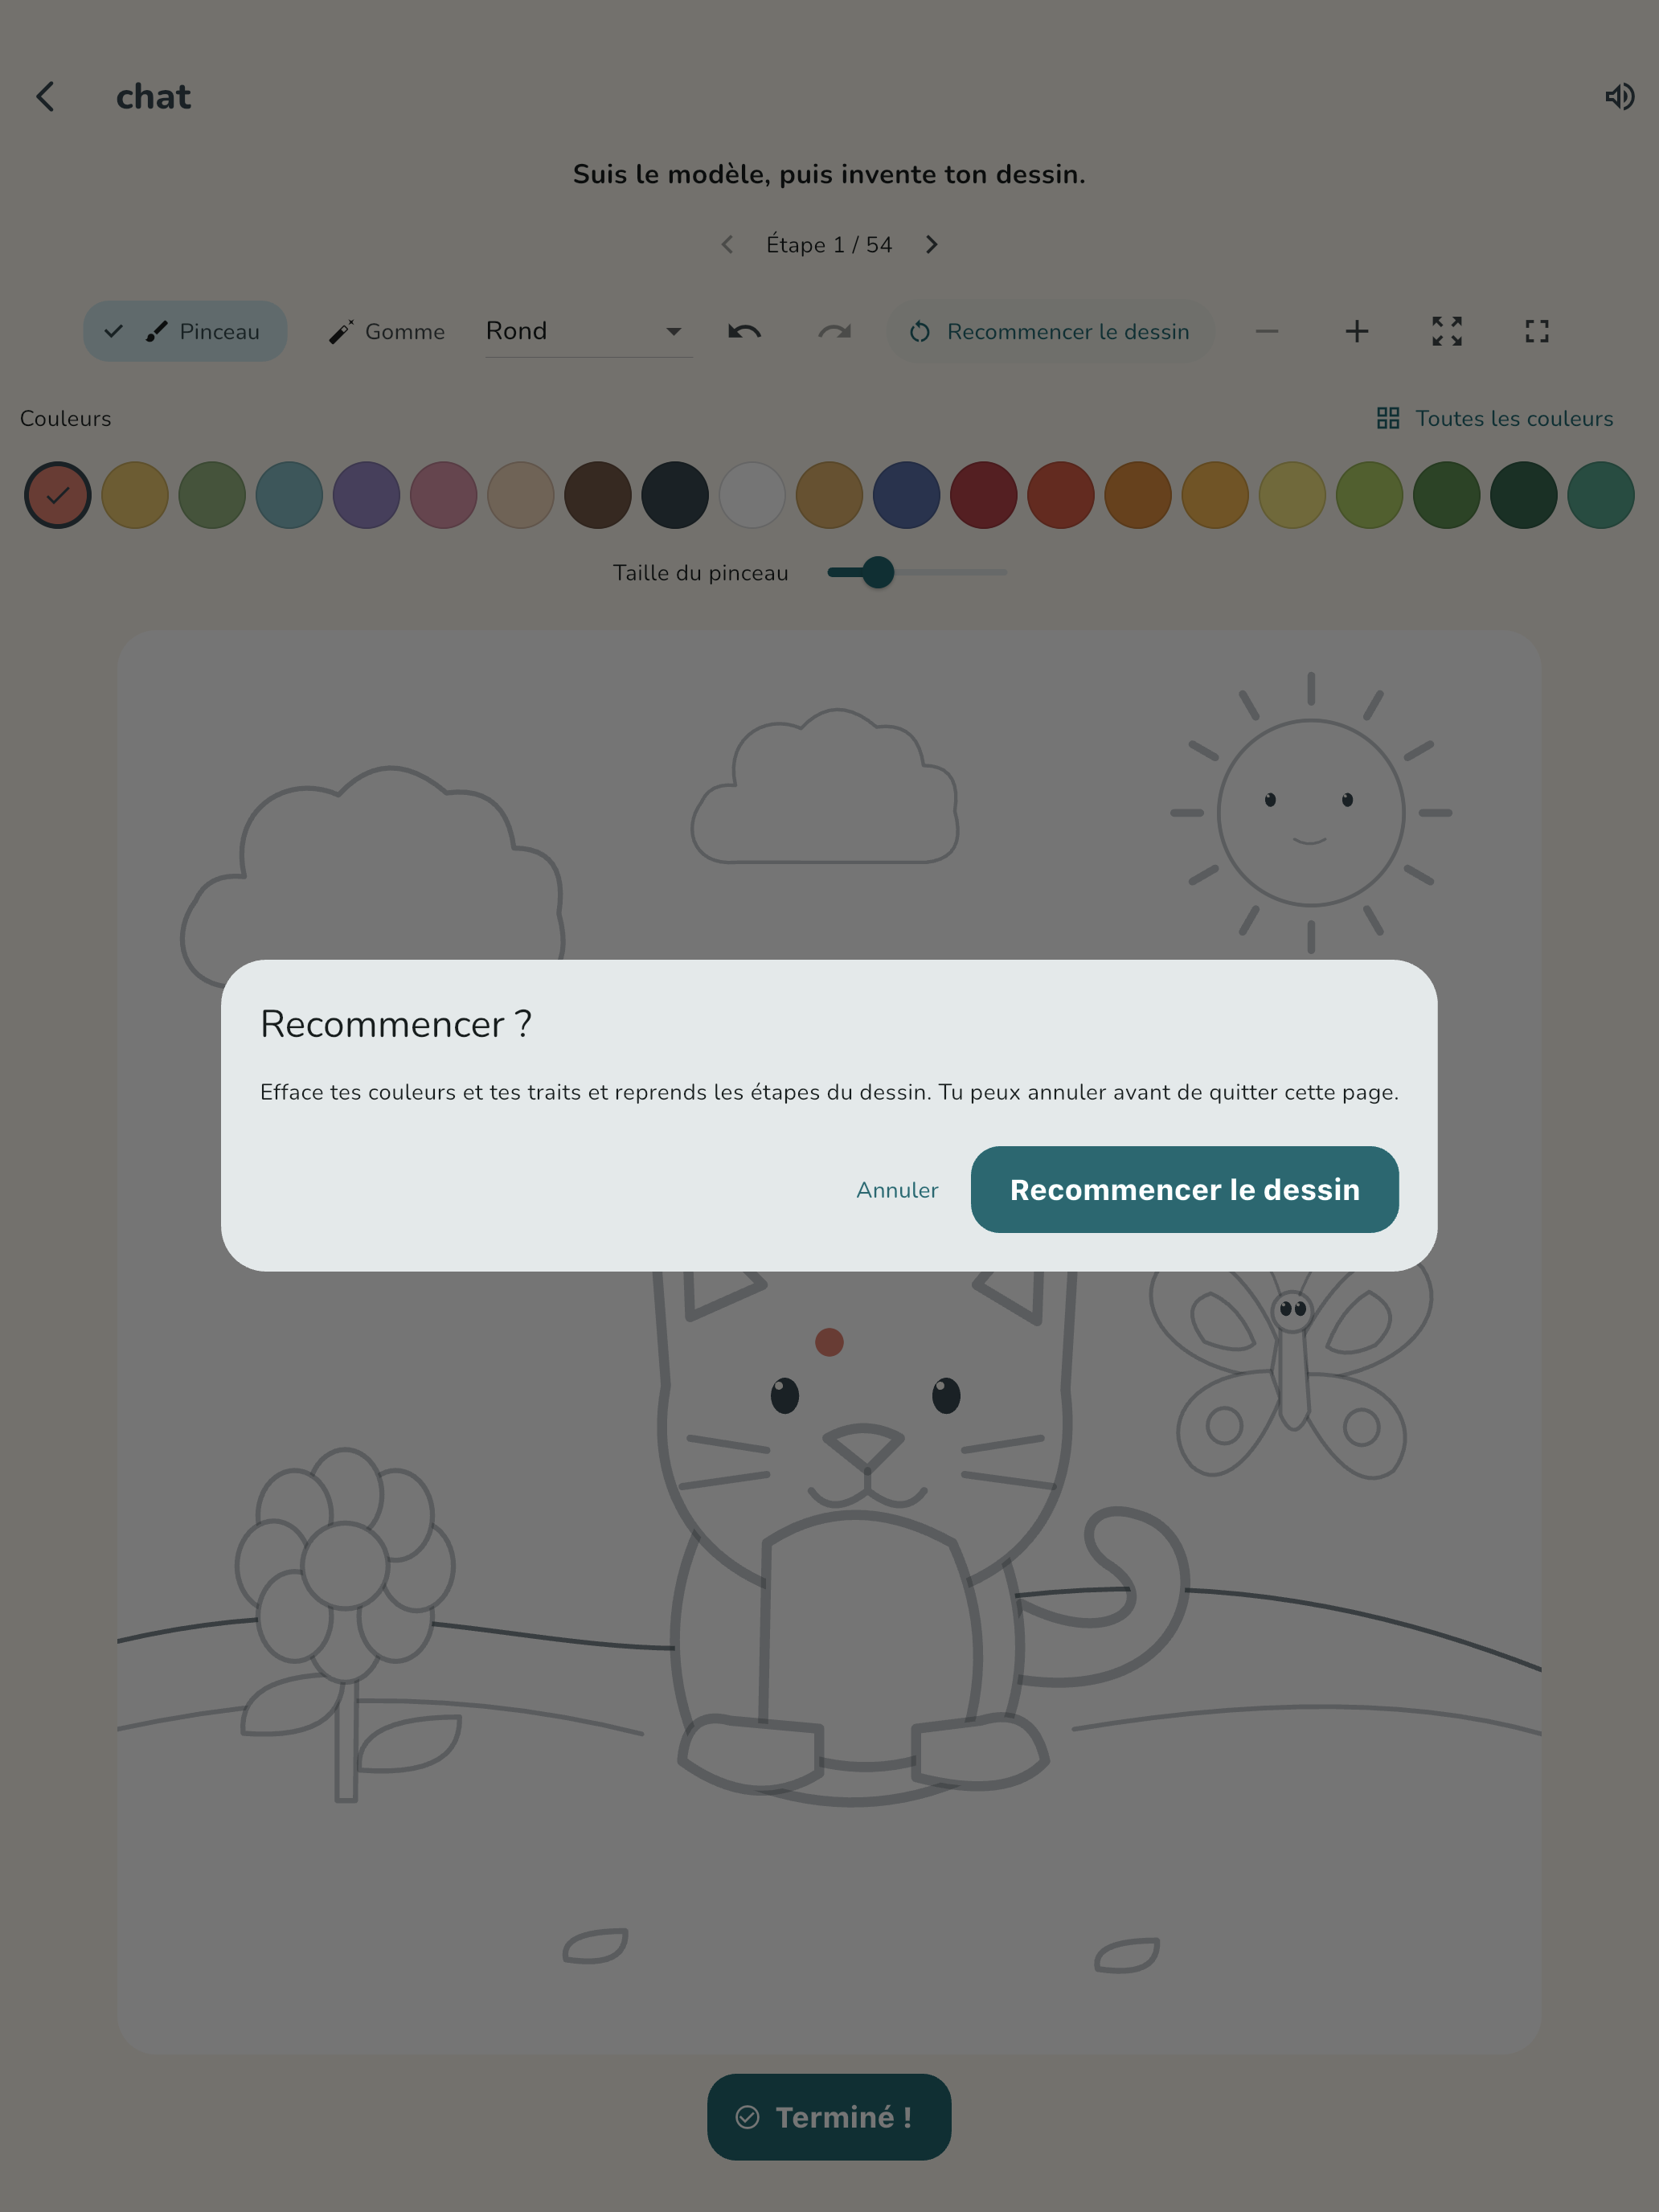 chat
Suis le modèle, puis invente ton dessin.
Étape 1 / 54
Pinceau
Gomme
Rond
Recommencer le dessin
Couleurs
Toutes les couleurs
Taille du pinceau
Recommencer ?
Efface tes couleurs et tes traits et reprends les étapes du dessin. Tu peux annuler avant de quitter cette page.
Annuler
Recommencer le dessin
Terminé !